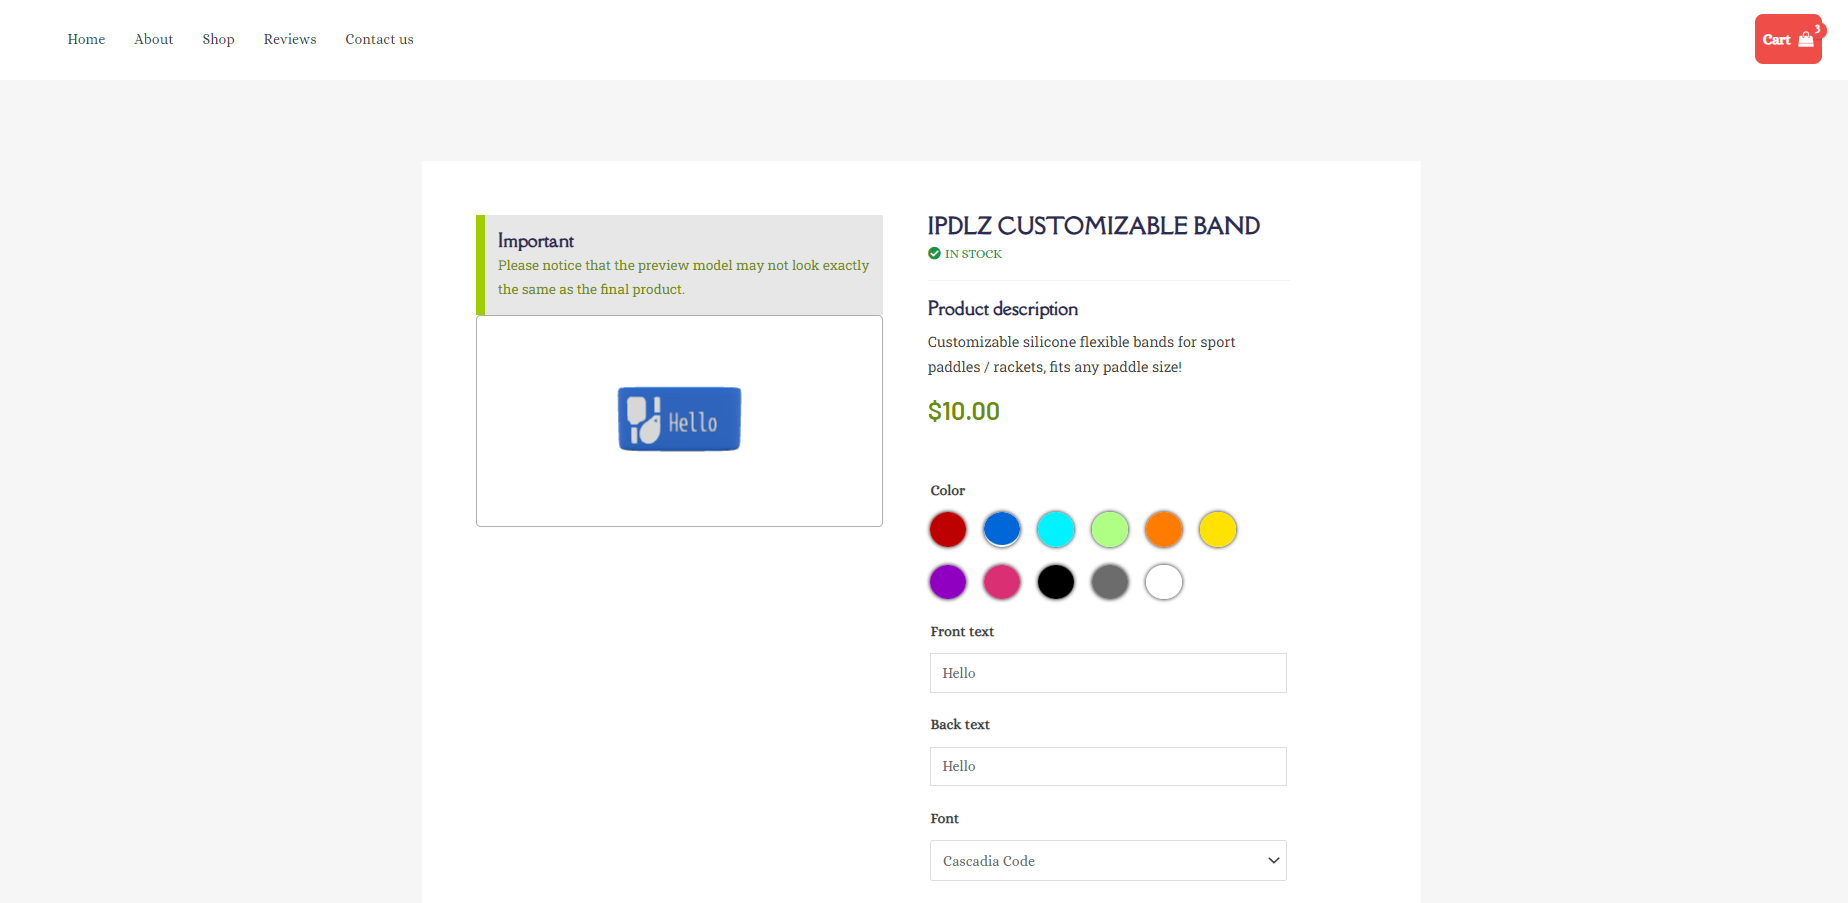 Home About Shop Reviews Contact us
Cart 3
Important
Please notice that the preview model may not look exactly
the same as the final product.
Hello
IPDLZ CUSTOMIZABLE BAND
IN STOCK
Product description
Customizable silicone flexible bands for sport
paddles / rackets, fits any paddle size!
$10.00
Color
Front text
Hello
Back text
Hello
Font
Cascadia Code